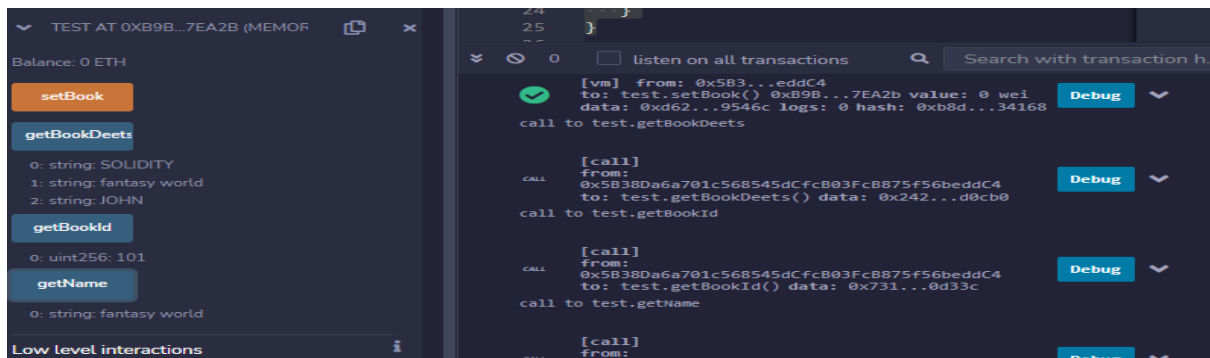 TEST AT 0XB9B...7EA2B (MEMOR
Balance: 0 ETH
setBook
getBookDeets
0: string: SOLIDITY
1: string: fantasy world
2: string: JOHN
getBookId
0: uint256: 101
getName
0: string: fantasy world
Low level interactions
i
24 }
25 }
0 listen on all transactions Search with transaction h.
[vm] from: 0x5B3...eddC4
to: test.setBook() 0xB9B...7EA2b value: 0 wei
data: 0xd62...9546c logs: 0 hash: 0xb8d...34168
Debug
call to test.getBookDeets
CALL
[call]
from:
0x5B38Da6a701c568545dCfcB03FcB875f56beddC4
to: test.getBookDeets() data: 0x242...d0cb0
Debug
call to test.getBookId
CALL
[call]
from:
0x5B38Da6a701c568545dCfcB03FcB875f56beddC4
to: test.getBookId() data: 0x731...0d33c
Debug
call to test.getName
CALL
[call]
from:
Debug